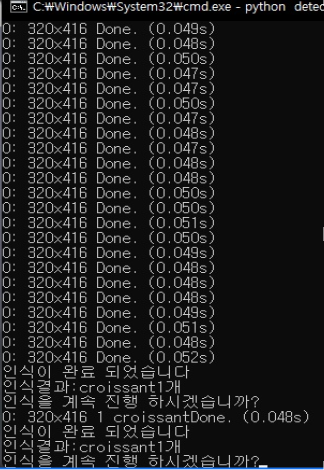 C:₩Windows₩System32₩cmd.exe - python  detec
0: 320x416 Done. (0.049s)
0: 320x416 Done. (0.047s)
0: 320x416 Done. (0.048s)
0: 320x416 Done. (0.050s)
0: 320x416 Done. (0.047s)
0: 320x416 Done. (0.047s)
0: 320x416 Done. (0.050s)
0: 320x416 Done. (0.047s)
0: 320x416 Done. (0.048s)
0: 320x416 Done. (0.047s)
0: 320x416 Done. (0.048s)
0: 320x416 Done. (0.048s)
0: 320x416 Done. (0.050s)
0: 320x416 Done. (0.050s)
0: 320x416 Done. (0.051s)
0: 320x416 Done. (0.050s)
0: 320x416 Done. (0.049s)
0: 320x416 Done. (0.048s)
0: 320x416 Done. (0.048s)
0: 320x416 Done. (0.048s)
0: 320x416 Done. (0.049s)
0: 320x416 Done. (0.051s)
0: 320x416 Done. (0.048s)
0: 320x416 Done. (0.052s)
인식이 완료 되었습니다
인식결과:croissant1개
인식을 계속 진행 하시겠습니까?
0: 320x416 1 croissantDone. (0.048s)
인식이 완료 되었습니다
인식결과:croissant1개
인식을 계속 진행 하시겠습니까?